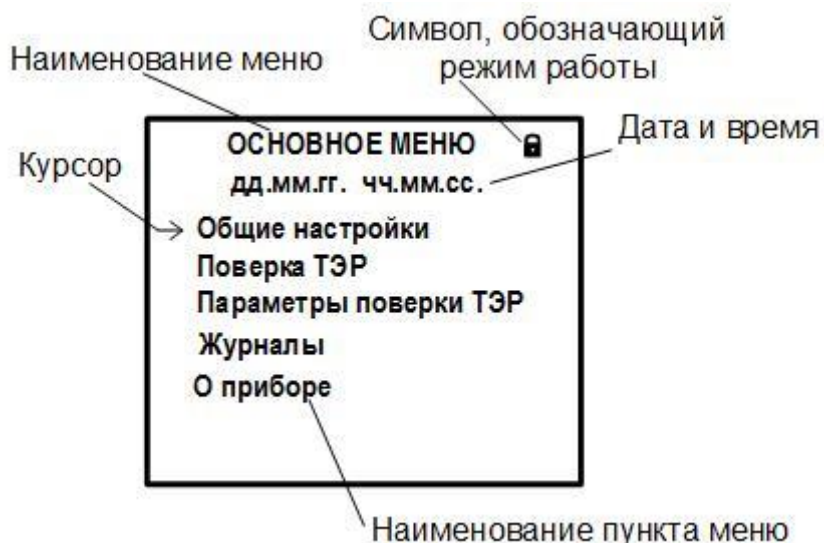 Символ, обозначающий
режим работы
Наименование меню
Дата и время
Курсор
ОСНОВНОЕ МЕНЮ
дд.мм.гг. чч.мм.сс.
Общие настройки
Поверка ТЭР
Параметры поверки ТЭР
Журналы
О приборе
Наименование пункта меню